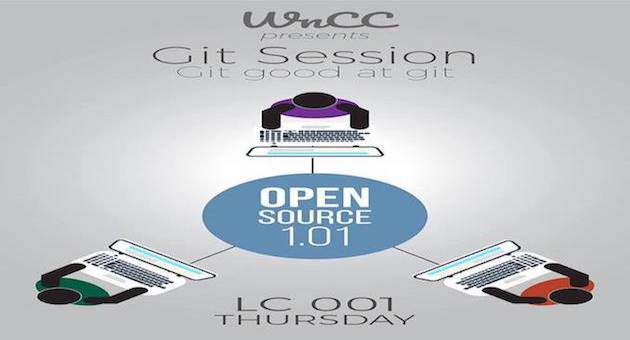 WnCC
presents
Git Session
Git good at git
OPEN
SOURCE
1.01
LC 001
THURSDAY